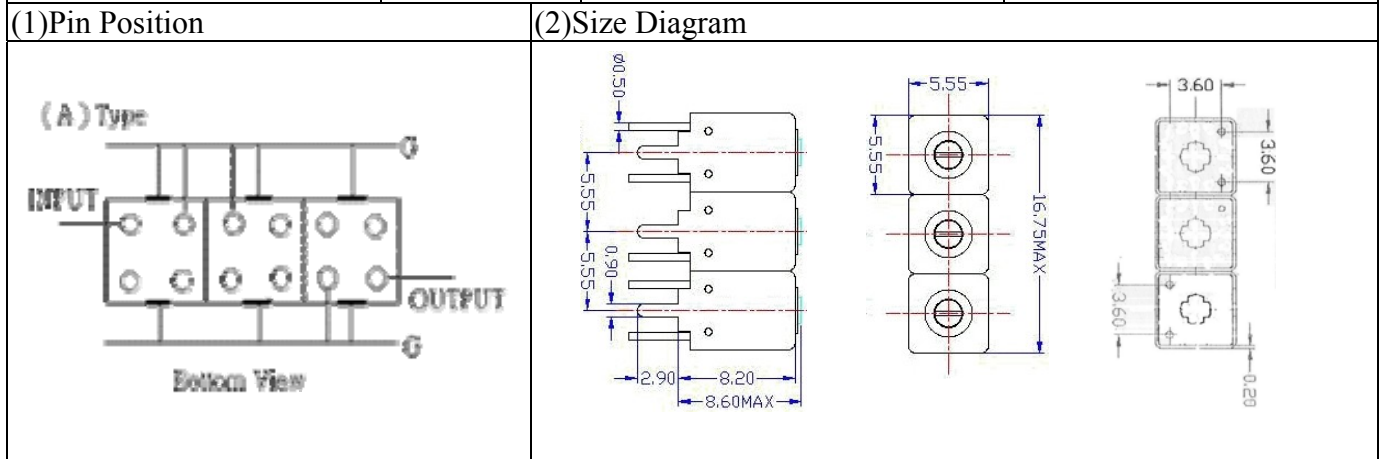 (1)Pin Position
(2)Size Diagram
(A) Type
G
INPUT
OUTPUT
G
Bottom View
Ø0.50
5.55
5.55
0.90
2.90
8.20
8.60MAX
5.55
5.55
16.75MAX
3.60
3.60
3.60
0.20